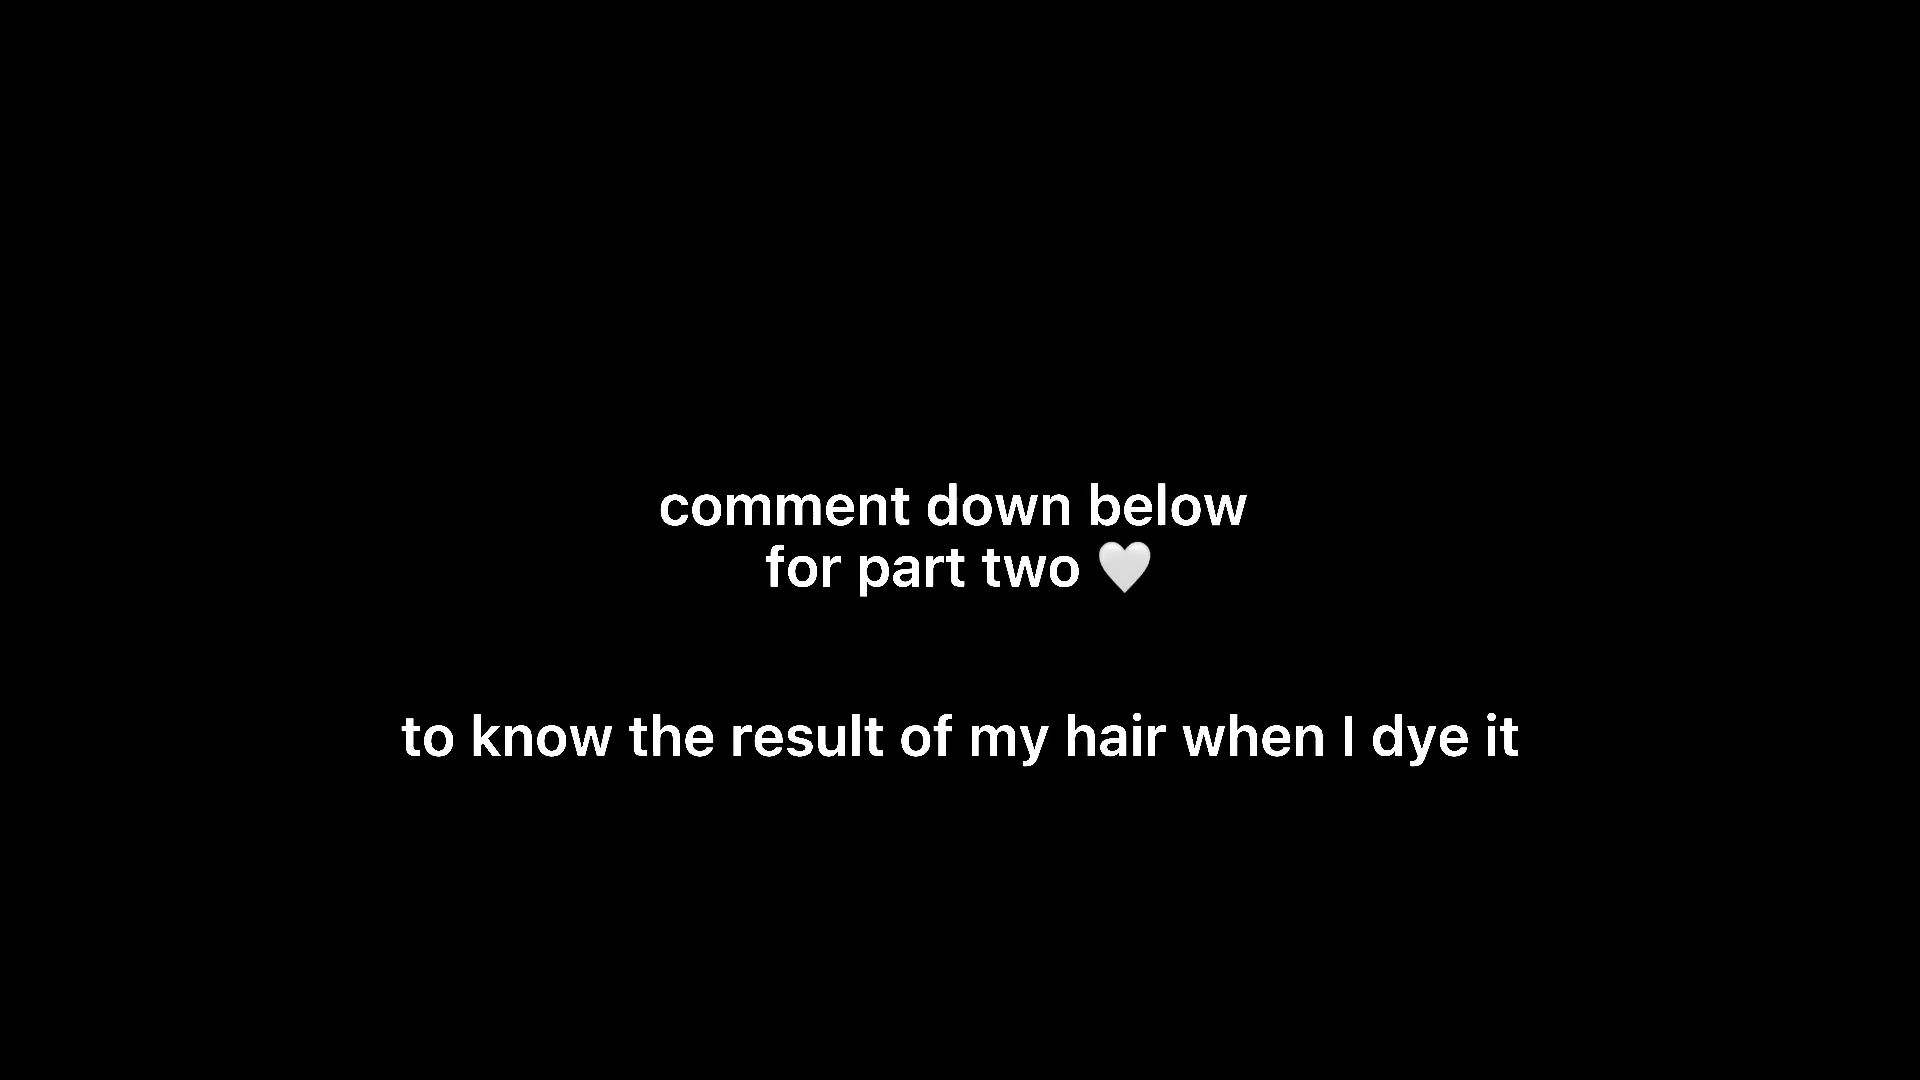 comment down below
for part two 🤍
to know the result of my hair when I dye it